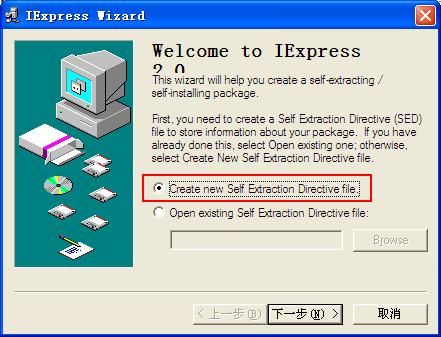 IExpress Wizard
Welcome to IExpress
2.0
This wizard will help you create a self-extracting /
self-installing package.
First, you need to create a Self Extraction Directive (SED)
file to store information about your package.  If you have
already done this, select Open existing one; otherwise,
select Create New Self Extraction Directive file.
Create new Self Extraction Directive file.
Open existing Self Extraction Directive file:
Browse
< 上一步(B) 下一步(N) > 取消